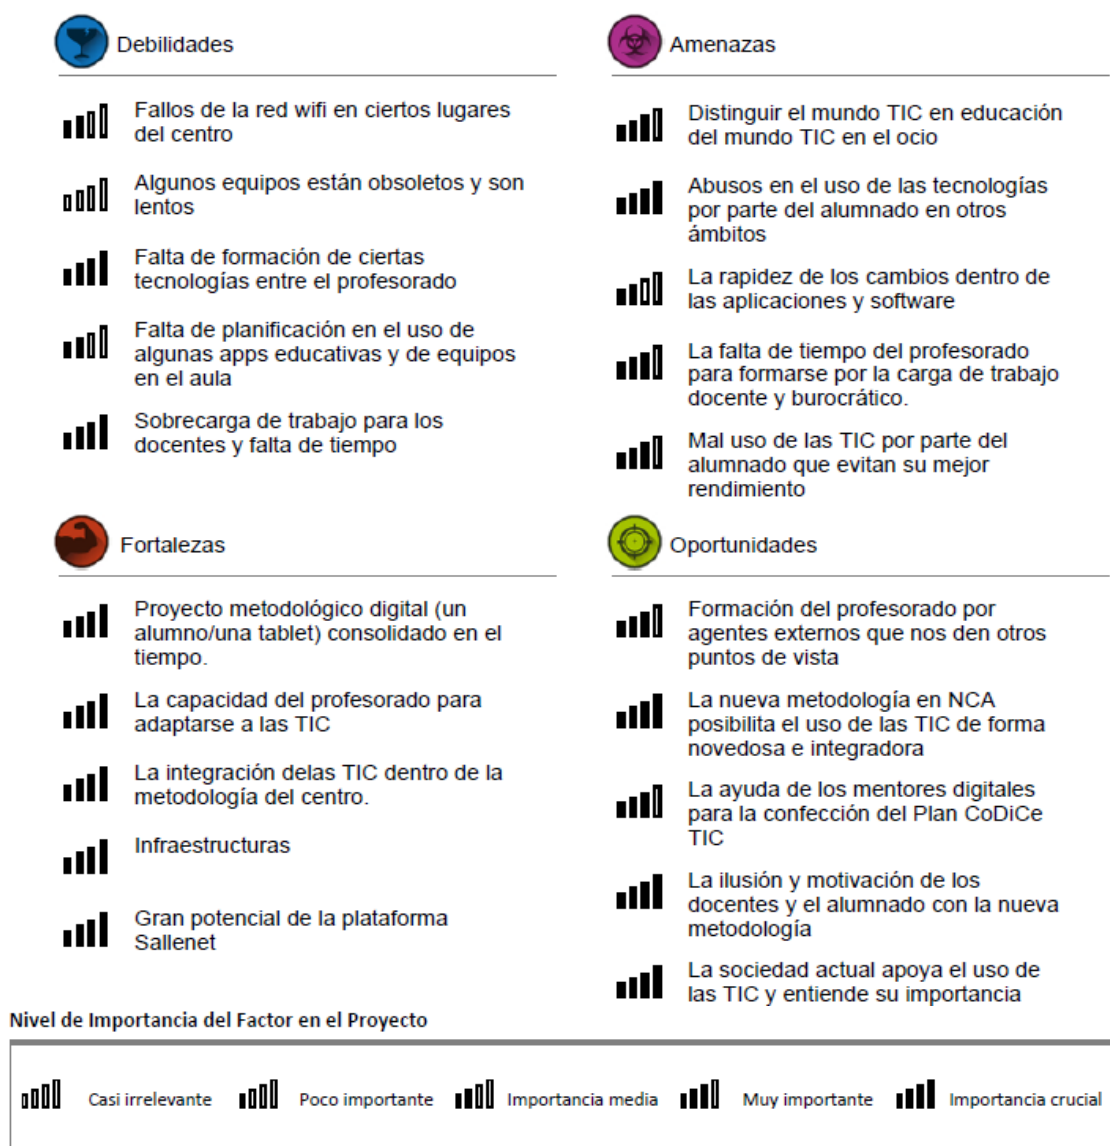 Debilidades
Fallos de la red wifi en ciertos lugares
del centro
Algunos equipos están obsoletos y son
lentos
Falta de formación de ciertas
tecnologías entre el profesorado
Falta de planificación en el uso de
algunas apps educativas y de equipos
en el aula
Sobrecarga de trabajo para los
docentes y falta de tiempo
Amenazas
Distinguir el mundo TIC en educación
del mundo TIC en el ocio
Abusos en el uso de las tecnologías
por parte del alumnado en otros
ámbitos
La rapidez de los cambios dentro de
las aplicaciones y software
La falta de tiempo del profesorado
para formarse por la carga de trabajo
docente y burocrático.
Mal uso de las TIC por parte del
alumnado que evitan su mejor
rendimiento
Fortalezas
Proyecto metodológico digital (un
alumno/una tablet) consolidado en el
tiempo.
La capacidad del profesorado para
adaptarse a las TIC
La integración delas TIC dentro de la
metodología del centro.
Infraestructuras
Gran potencial de la plataforma
Sallenet
Oportunidades
Formación del profesorado por
agentes externos que nos den otros
puntos de vista
La nueva metodología en NCA
posibilita el uso de las TIC de forma
novedosa e integradora
La ayuda de los mentores digitales
para la confección del Plan CoDiCe
TIC
La ilusión y motivación de los
docentes y el alumnado con la nueva
metodología
La sociedad actual apoya el uso de
las TIC y entiende su importancia
Nivel de Importancia del Factor en el Proyecto
Casi irrelevante
Poco importante
Importancia media
Muy importante
Importancia crucial